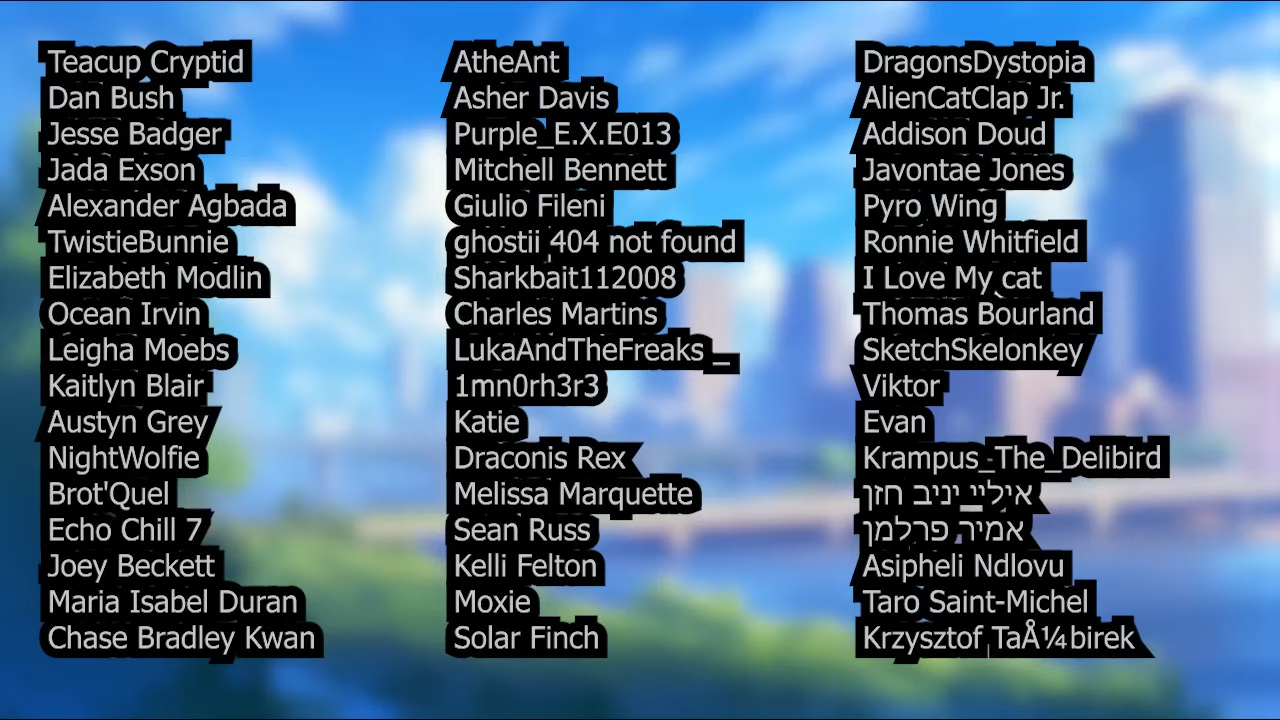 Teacup Cryptid
Dan Bush
Jesse Badger
Jada Exson
Alexander Agbada
TwistieBunnie
Elizabeth Modlin
Ocean Irvin
Leigha Moebs
Kaitlyn Blair
Austyn Grey
NightWolfie
Brot'Quel
Echo Chill 7
Joey Beckett
Maria Isabel Duran
Chase Bradley Kwan
AtheAnt
Asher Davis
Purple_E.X.E013
Mitchell Bennett
Giulio Fileni
ghostii 404 not found
Sharkbait112008
Charles Martins
LukaAndTheFreaks _
1mn0rh3r3
Katie
Draconis Rex
Melissa Marquette
Sean Russ
Kelli Felton
Moxie
Solar Finch
DragonsDystopia
AlienCatClap Jr.
Addison Doud
Javontae Jones
Pyro Wing
Ronnie Whitfield
I Love My cat
Thomas Bourland
SketchSkelonkey
Viktor
Evan
Krampus_The_Delibird
איליי יניב חזן
אמיר פרלמן
Asipheli Ndlovu
Taro Saint-Michel
Krzysztof TaÅ¼birek